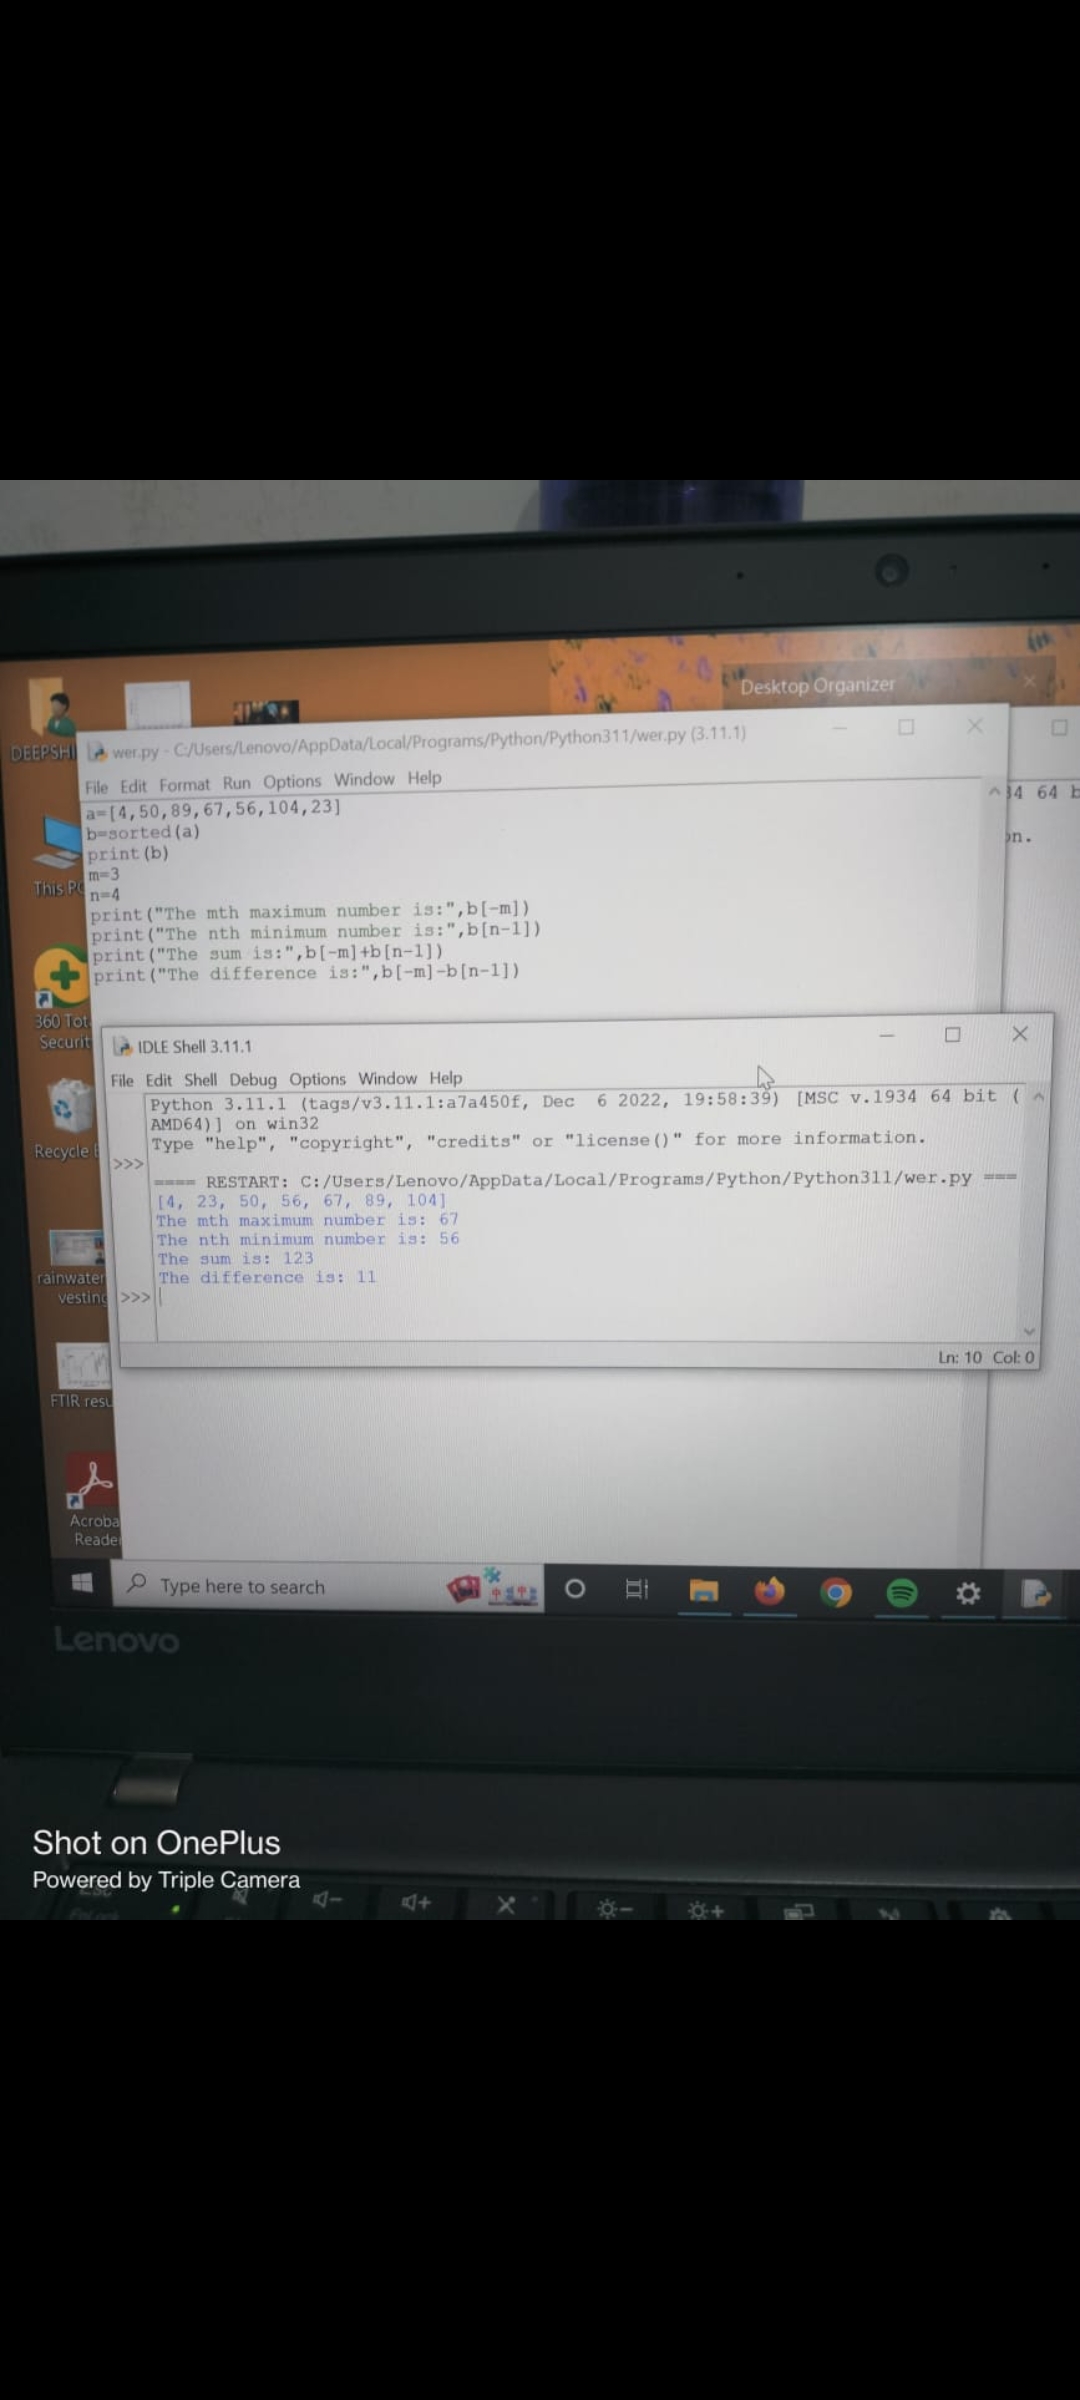 Desktop Organizer
DEEPSHI
wer.py - C:/Users/Lenovo/AppData/Local/Programs/Python/Python311/wer.py (3.11.1)
File Edit Format Run Options Window Help
a=[4,50,89,67,56,104,23]
b=sorted(a)
print(b)
m=3
n=4
print("The mth maximum number is:",b[-m])
print("The nth minimum number is:",b[n-1])
print("The sum is:",b[-m]+b[n-1])
print("The difference is:",b[-m]-b[n-1])
34 64 b
on.
This PC
360 Tot
Securit
IDLE Shell 3.11.1
File Edit Shell Debug Options Window Help
Python 3.11.1 (tags/v3.11.1:a7a450f, Dec  6 2022, 19:58:39) [MSC v.1934 64 bit (
AMD64)] on win32
Type "help", "copyright", "credits" or "license()" for more information.
>>>
==== RESTART: C:/Users/Lenovo/AppData/Local/Programs/Python/Python311/wer.py ===
[4, 23, 50, 56, 67, 89, 104]
The mth maximum number is: 67
The nth minimum number is: 56
The sum is: 123
The difference is: 11
>>>
Ln: 10 Col: 0
Recycle B
rainwater
vesting
FTIR resu
Acroba
Reade
Type here to search
Lenovo
Shot on OnePlus
Powered by Triple Camera
Esc